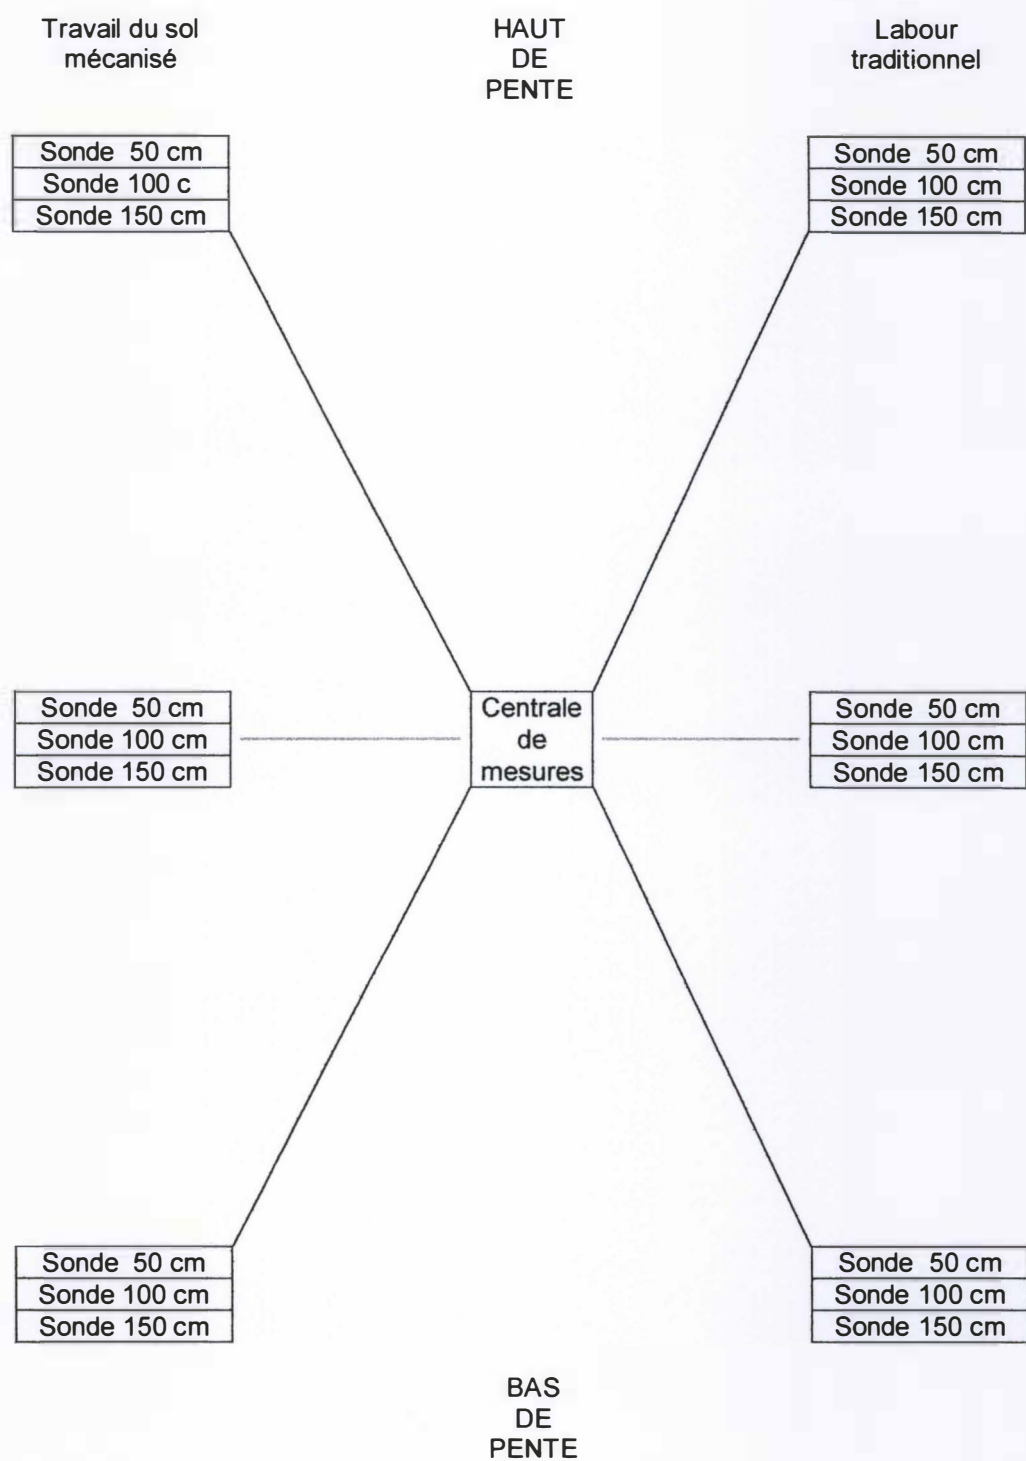 Travail du sol
mécanisé
HAUT
DE
PENTE
Labour
traditionnel
Sonde 50 cm
Sonde 100 c
Sonde 150 cm
Sonde 50 cm
Sonde 100 cm
Sonde 150 cm
Sonde 50 cm
Sonde 100 cm
Sonde 150 cm
Centrale
de
mesures
Sonde 50 cm
Sonde 100 cm
Sonde 150 cm
Sonde 50 cm
Sonde 100 cm
Sonde 150 cm
Sonde 50 cm
Sonde 100 cm
Sonde 150 cm
BAS
DE
PENTE